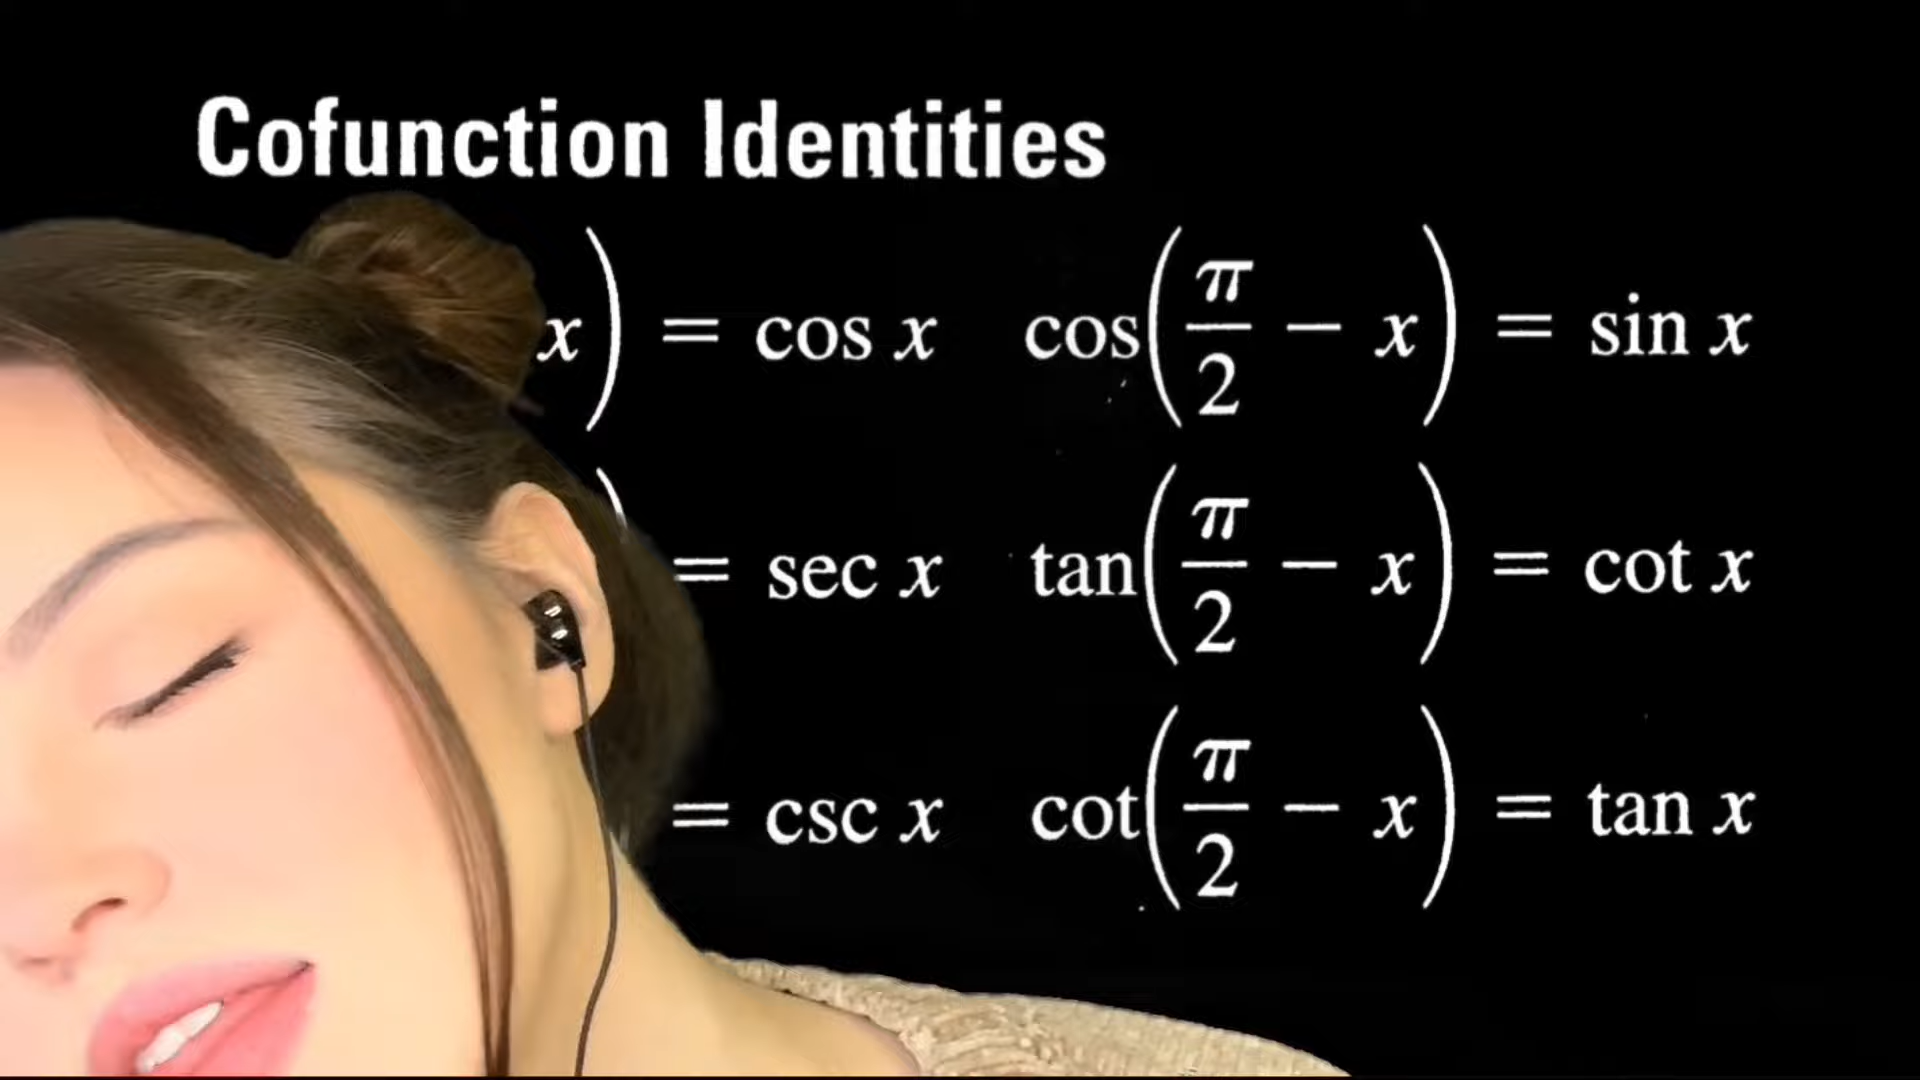 Cofunction Identities
x) = cos x cos(π/2 − x) = sin x
) = sec x tan(π/2 − x) = cot x
= csc x cot(π/2 − x) = tan x